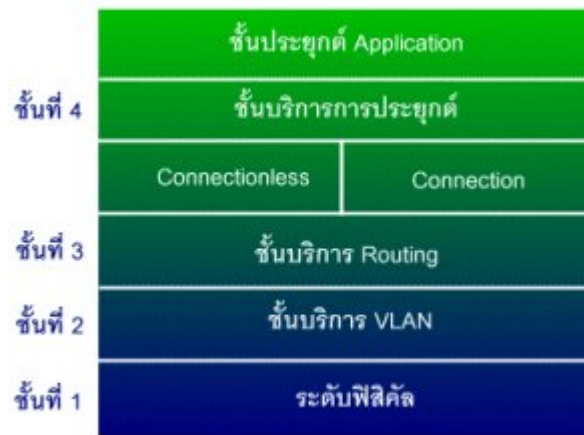 ชั้นประยุกต์ Application
ชั้นที่ 4 ชั้นบริการการประยุกต์
Connectionless Connection
ชั้นที่ 3 ชั้นบริการ Routing
ชั้นที่ 2 ชั้นบริการ VLAN
ชั้นที่ 1 ระดับฟิสิคัล